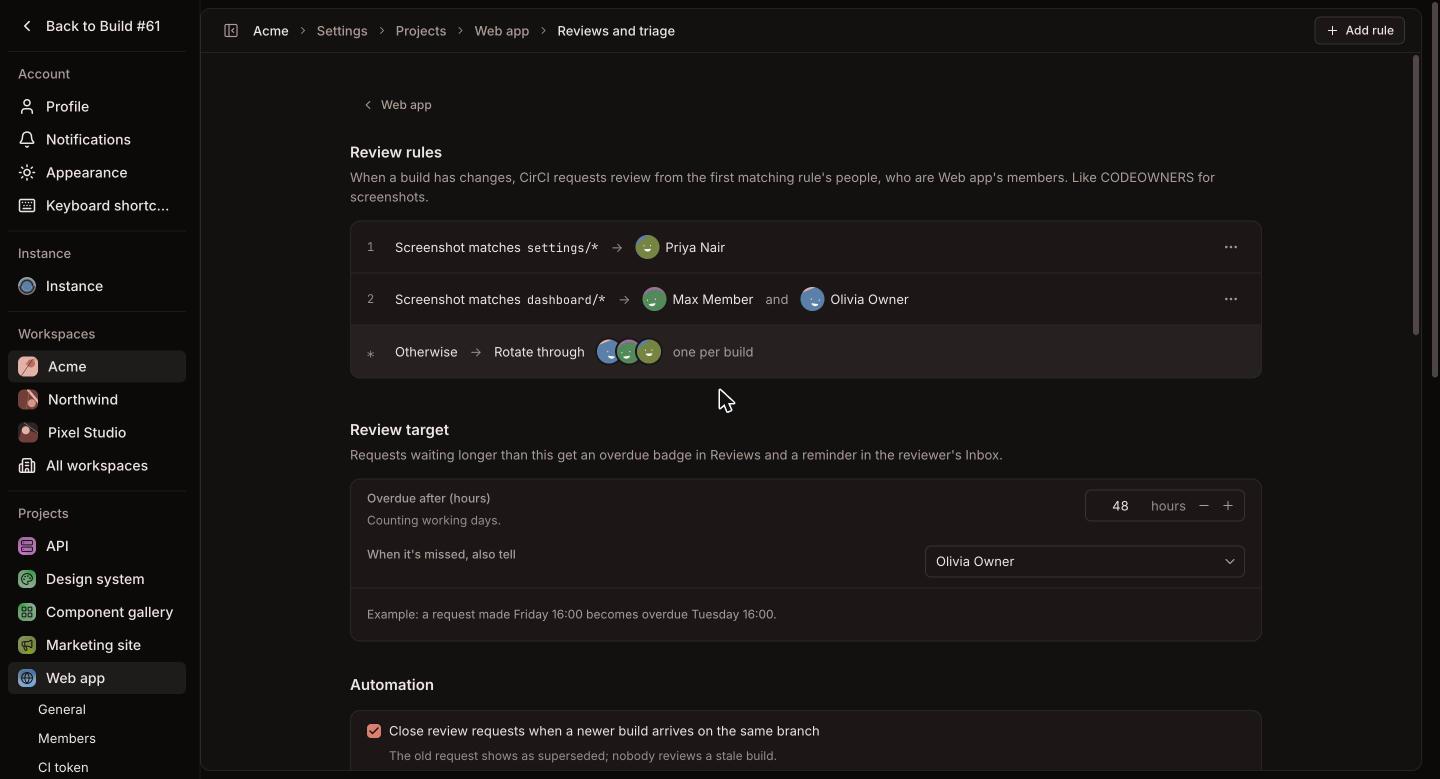 Back to Build #61
Account
Profile
Notifications
Appearance
Keyboard shortc...
Instance
Instance
Workspaces
Acme
Northwind
Pixel Studio
All workspaces
Projects
API
Design system
Component gallery
Marketing site
Web app
General
Members
CI token
Acme > Settings > Projects > Web app > Reviews and triage
+ Add rule
Web app
Review rules
When a build has changes, CirCI requests review from the first matching rule's people, who are Web app's members. Like CODEOWNERS for
screenshots.
1 Screenshot matches settings/* → Priya Nair
2 Screenshot matches dashboard/* → Max Member and Olivia Owner
* Otherwise → Rotate through one per build
Review target
Requests waiting longer than this get an overdue badge in Reviews and a reminder in the reviewer's Inbox.
Overdue after (hours)
48 hours − +
Counting working days.
When it's missed, also tell
Olivia Owner
Example: a request made Friday 16:00 becomes overdue Tuesday 16:00.
Automation
Close review requests when a newer build arrives on the same branch
The old request shows as superseded; nobody reviews a stale build.